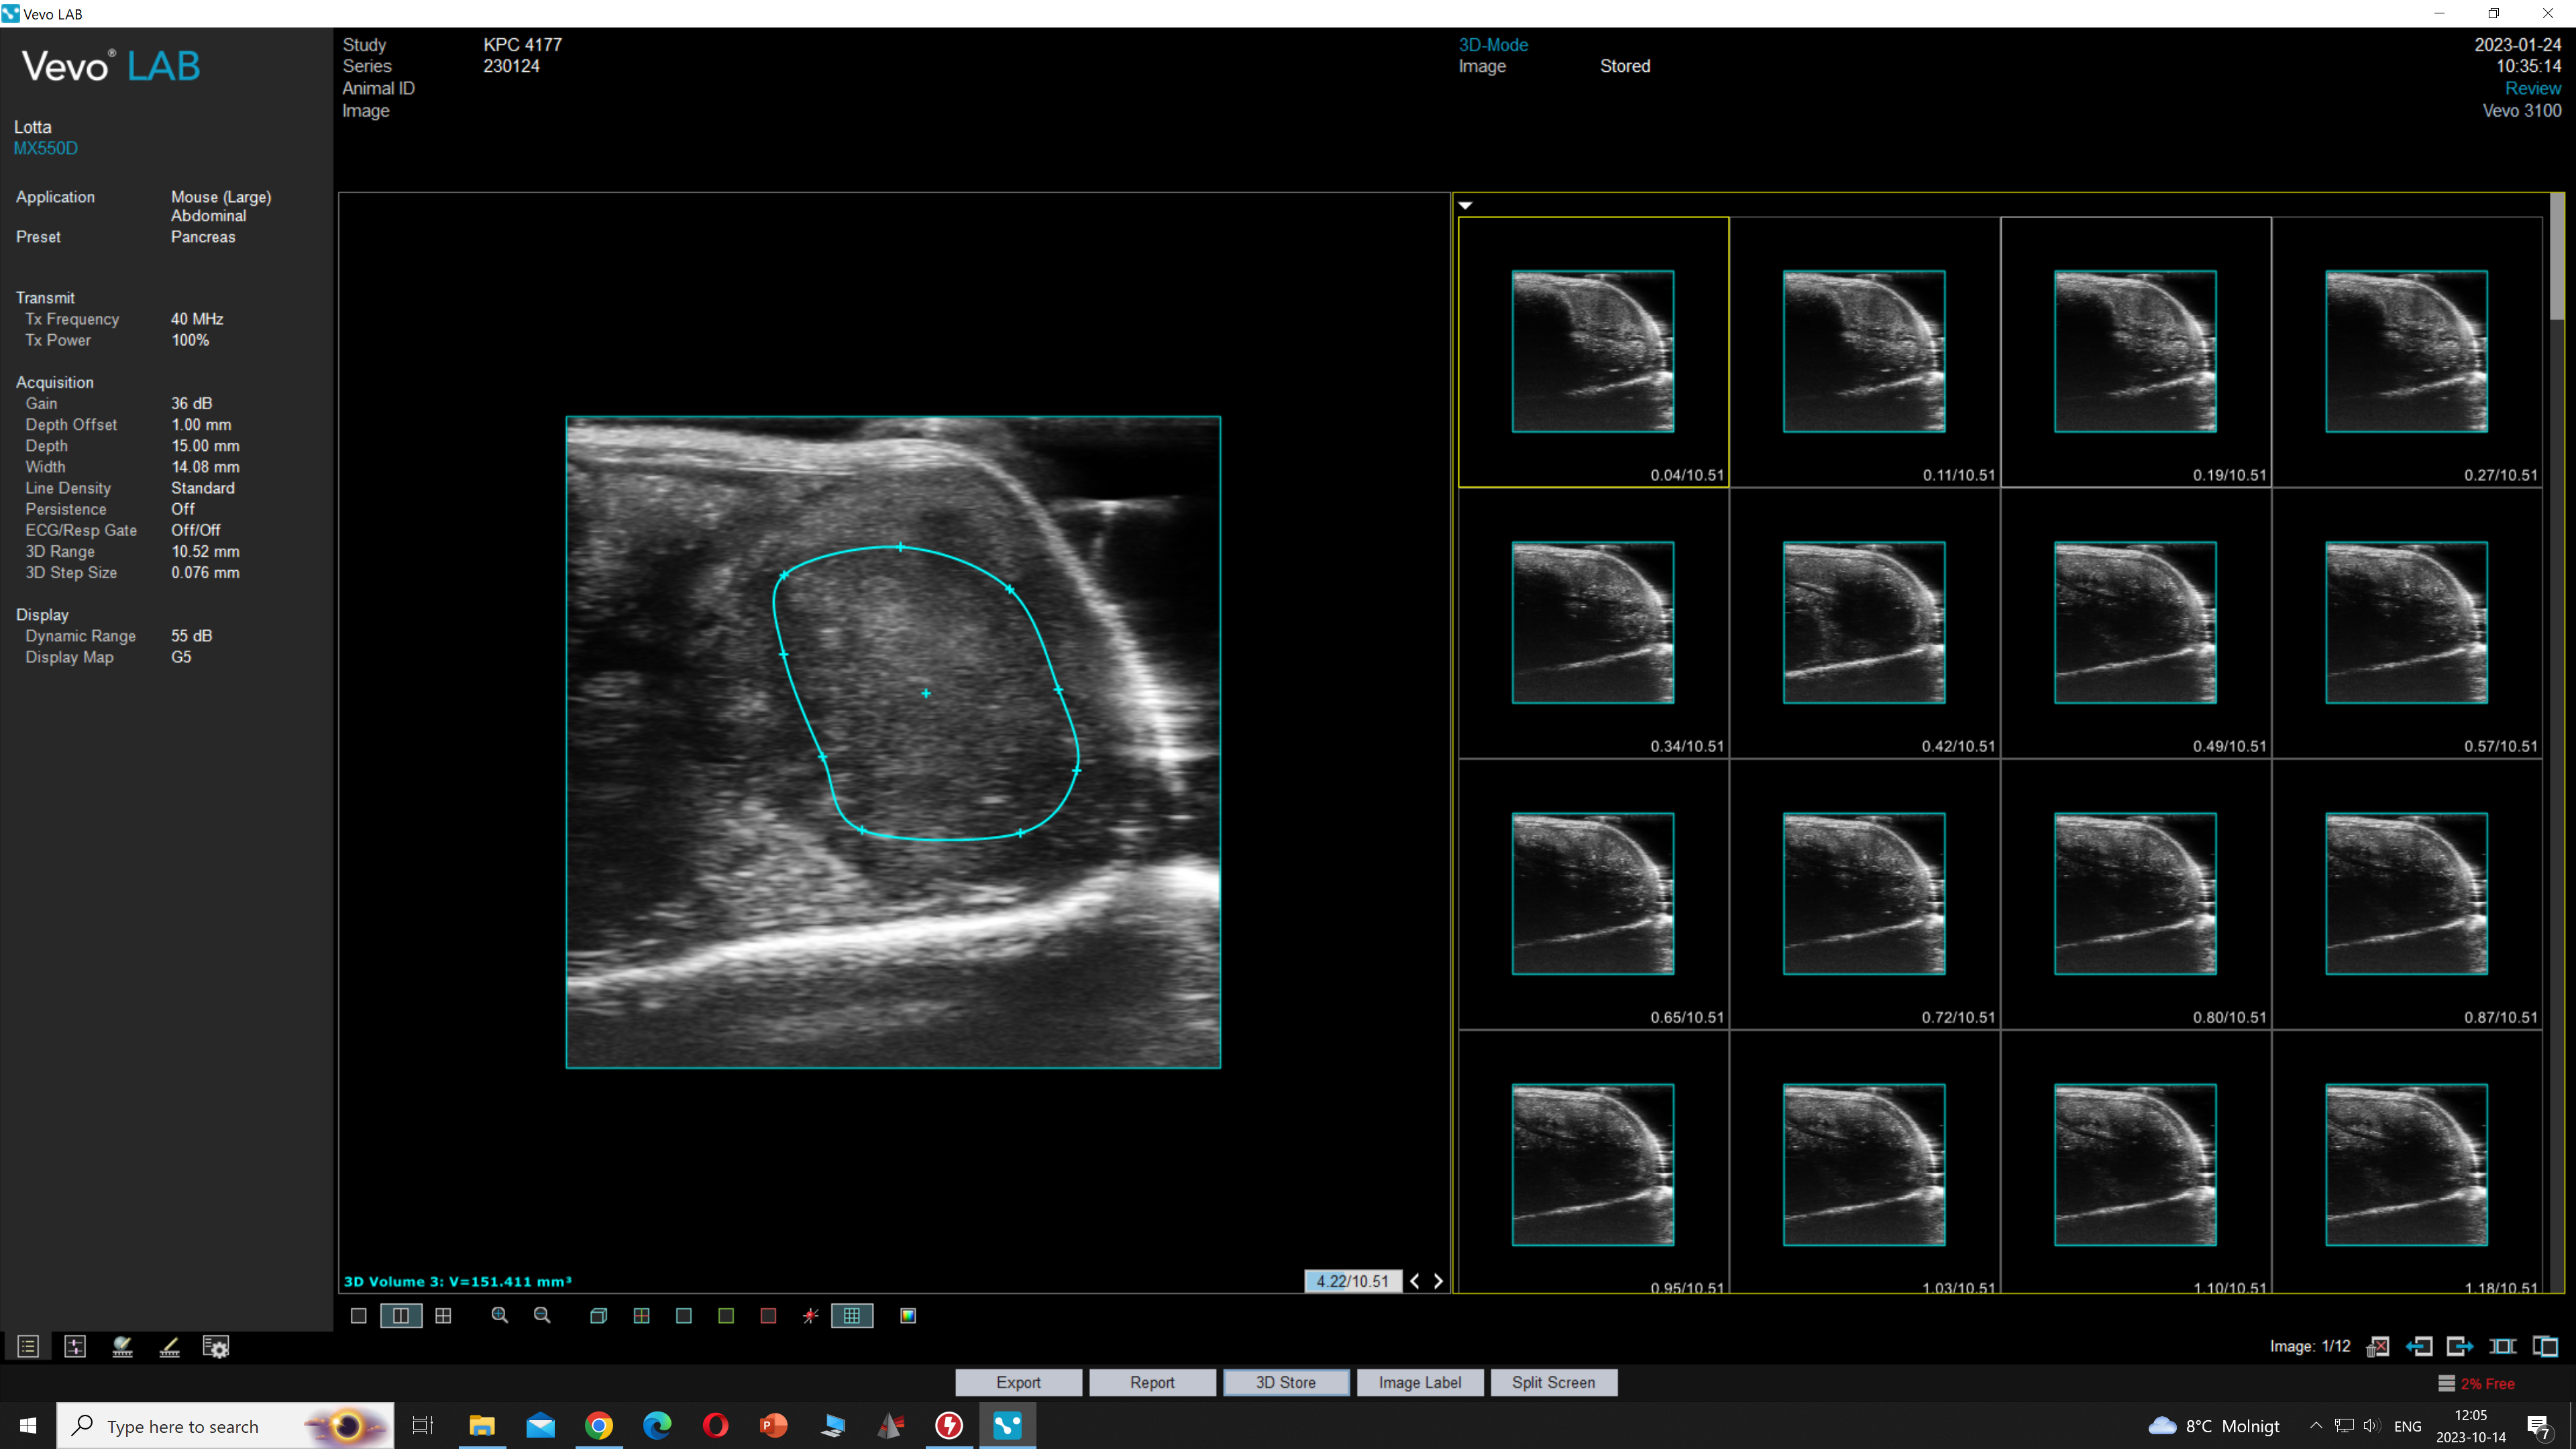 Vevo LAB
Vevo® LAB
Lotta
MX550D
Application Mouse (Large)
Abdominal
Preset Pancreas
Transmit
Tx Frequency 40 MHz
Tx Power 100%
Acquisition
Gain 36 dB
Depth Offset 1.00 mm
Depth 15.00 mm
Width 14.08 mm
Line Density Standard
Persistence Off
ECG/Resp Gate Off/Off
3D Range 10.52 mm
3D Step Size 0.076 mm
Display
Dynamic Range 55 dB
Display Map G5
Study KPC 4177
Series 230124
Animal ID
Image
3D-Mode
Image Stored
2023-01-24
10:35:14
Review
Vevo 3100
3D Volume 3: V=151.411 mm³
4.22/10.51
0.04/10.51 0.11/10.51 0.19/10.51 0.27/10.51
0.34/10.51 0.42/10.51 0.49/10.51 0.57/10.51
0.65/10.51 0.72/10.51 0.80/10.51 0.87/10.51
0.95/10.51 1.03/10.51 1.10/10.51 1.18/10.51
Image: 1/12
Export Report 3D Store Image Label Split Screen
2% Free
Type here to search
8°C Molnigt
ENG
12:05
2023-10-14
7